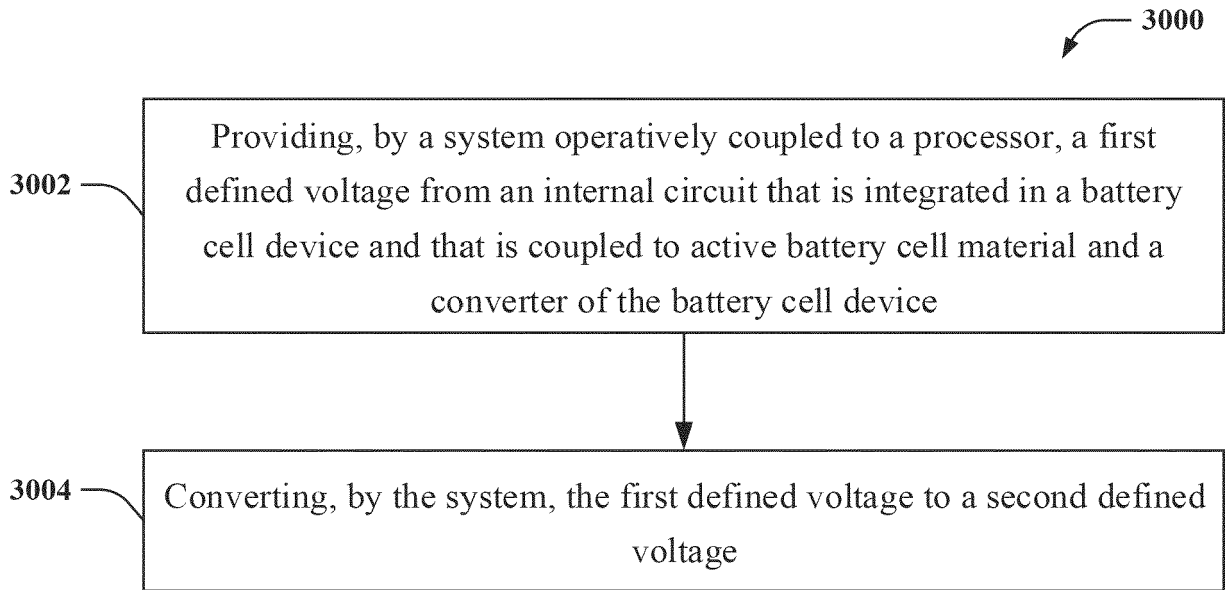 3000
3002
Providing, by a system operatively coupled to a processor, a first
defined voltage from an internal circuit that is integrated in a battery
cell device and that is coupled to active battery cell material and a
converter of the battery cell device
3004
Converting, by the system, the first defined voltage to a second defined
voltage